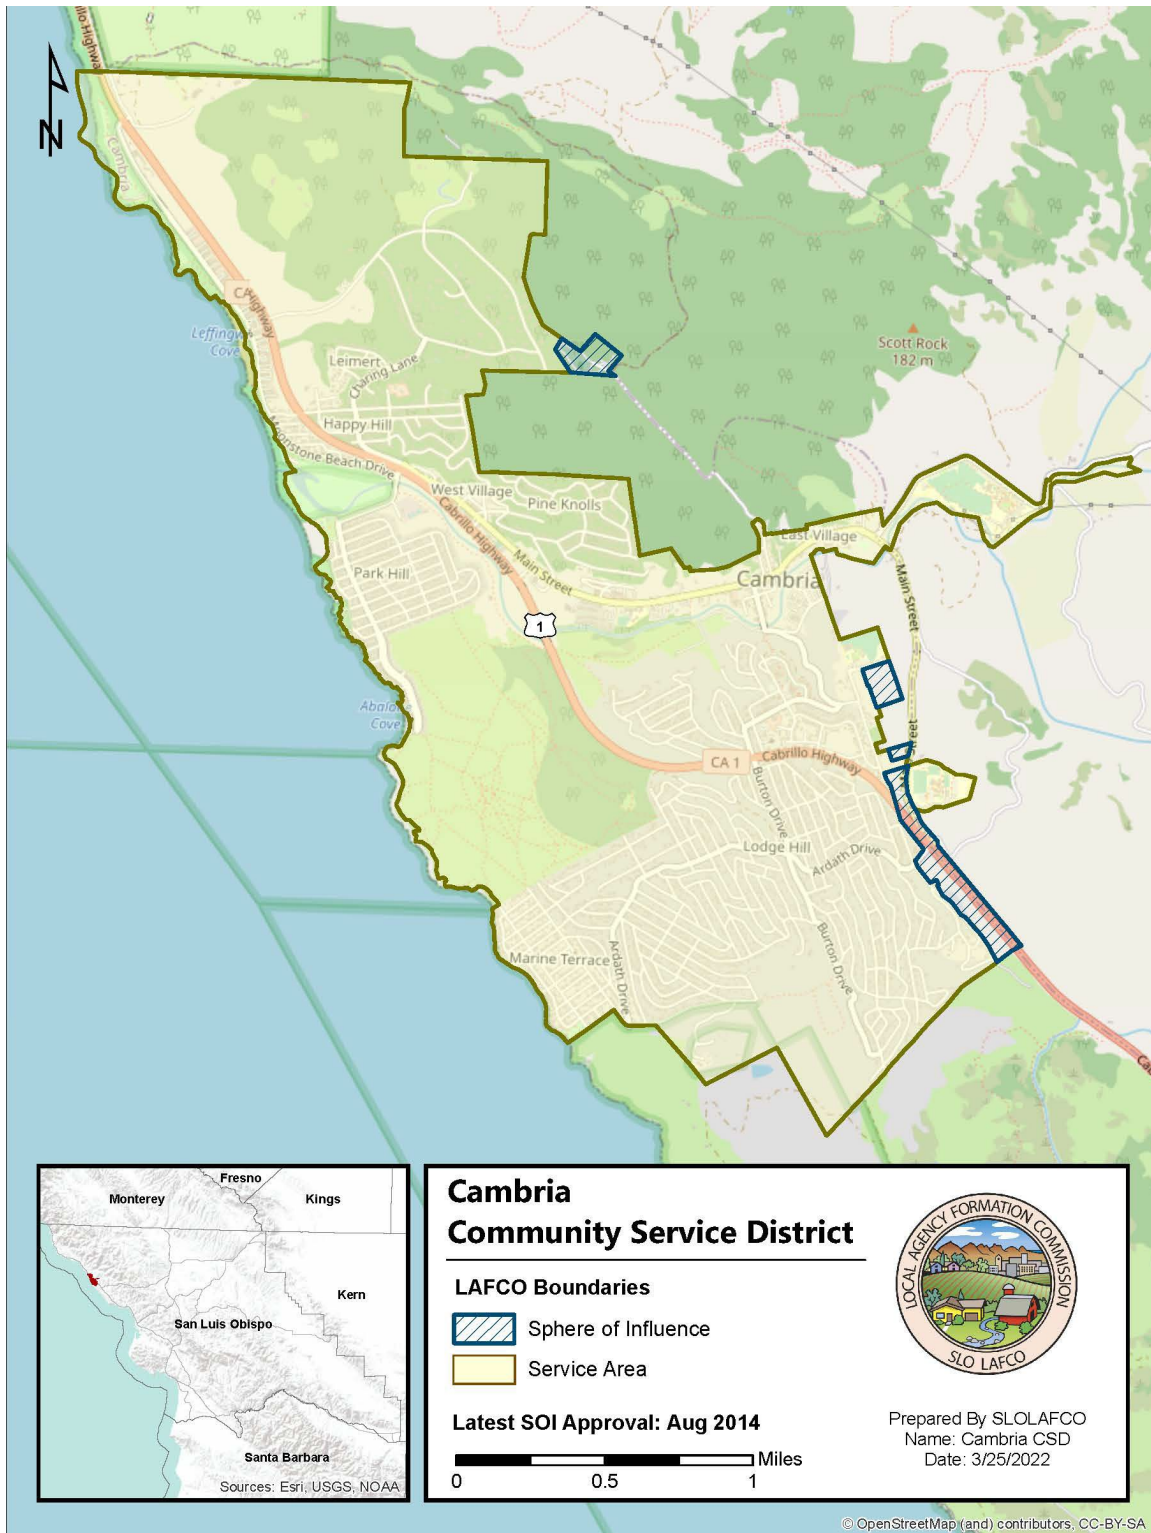 N
Cambria
Highway
Leffingw
Cove
Scott Rock
182 m
Leimert
Charing Lane
Happy Hill
Moonstone Beach Drive
West Village
Pine Knolls
Cabrillo Highway
Main Street
East Village
Park Hill
Cambria
Main Street
1
Abalone
Cove
Street
CA 1
Cabrillo Highway
Burton Drive
Lodge Hill
Ardath Drive
Burton Drive
Ardath Drive
Marine Terrace
Fresno
Monterey
Kings
Kern
San Luis Obispo
Santa Barbara
Sources: Esri, USGS, NOAA
Cambria
Community Service District
LAFCO Boundaries
Sphere of Influence
Service Area
Latest SOI Approval: Aug 2014
Miles
0 0.5 1
LOCAL AGENCY FORMATION COMMISSION
SLO LAFCO
Prepared By SLOLAFCO
Name: Cambria CSD
Date: 3/25/2022
© OpenStreetMap (and) contributors, CC-BY-SA